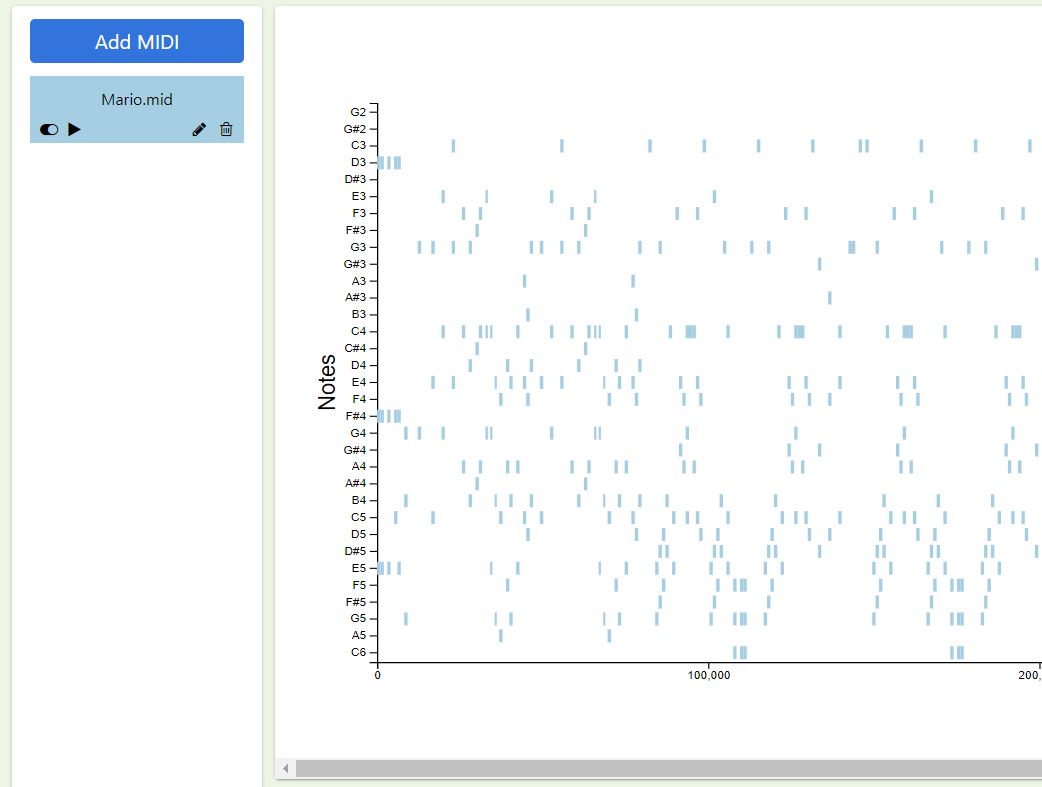 Add MIDI
Mario.mid
Notes
G2
G#2
C3
D3
D#3
E3
F3
F#3
G3
G#3
A3
A#3
B3
C4
C#4
D4
E4
F4
F#4
G4
G#4
A4
A#4
B4
C5
D5
D#5
E5
F5
F#5
G5
A5
C6
0
100,000
200,